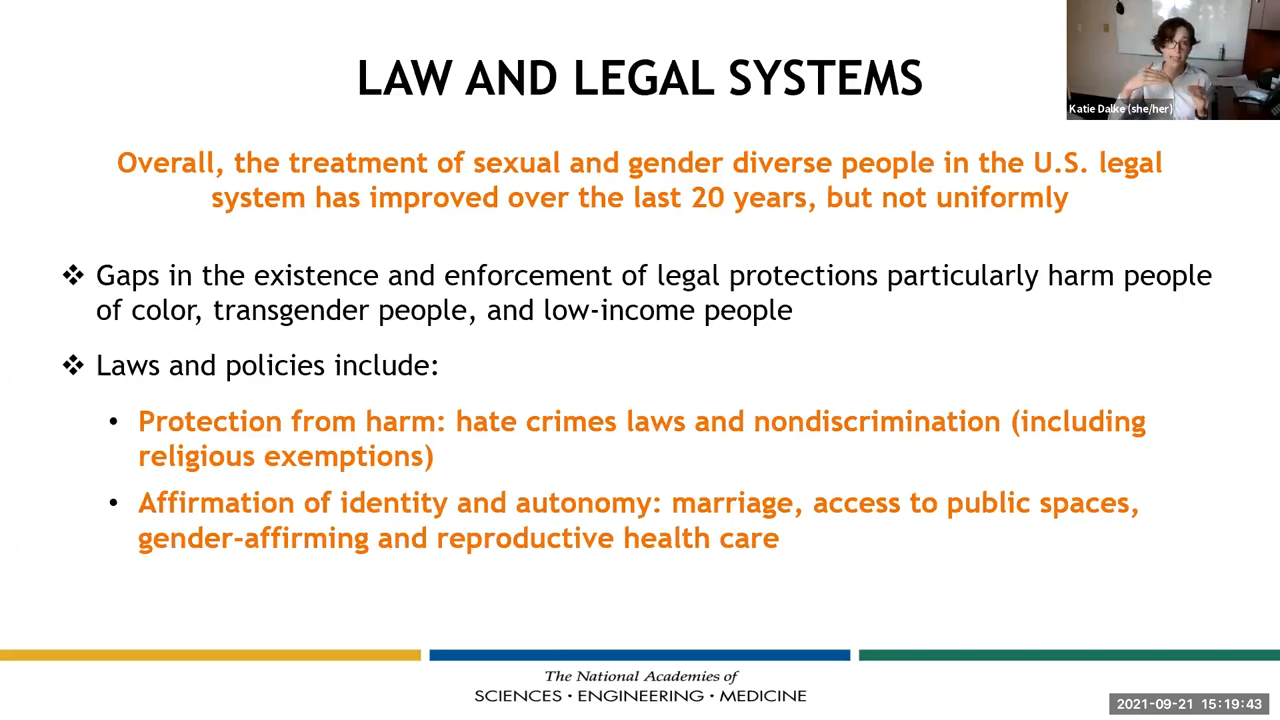 LAW AND LEGAL SYSTEMS
Katie Dalke (she/her)
Overall, the treatment of sexual and gender diverse people in the U.S. legal
system has improved over the last 20 years, but not uniformly
❖ Gaps in the existence and enforcement of legal protections particularly harm people
of color, transgender people, and low-income people
❖ Laws and policies include:
• Protection from harm: hate crimes laws and nondiscrimination (including
religious exemptions)
• Affirmation of identity and autonomy: marriage, access to public spaces,
gender-affirming and reproductive health care
The National Academies of
SCIENCES • ENGINEERING • MEDICINE
2021-09-21 15:19:43